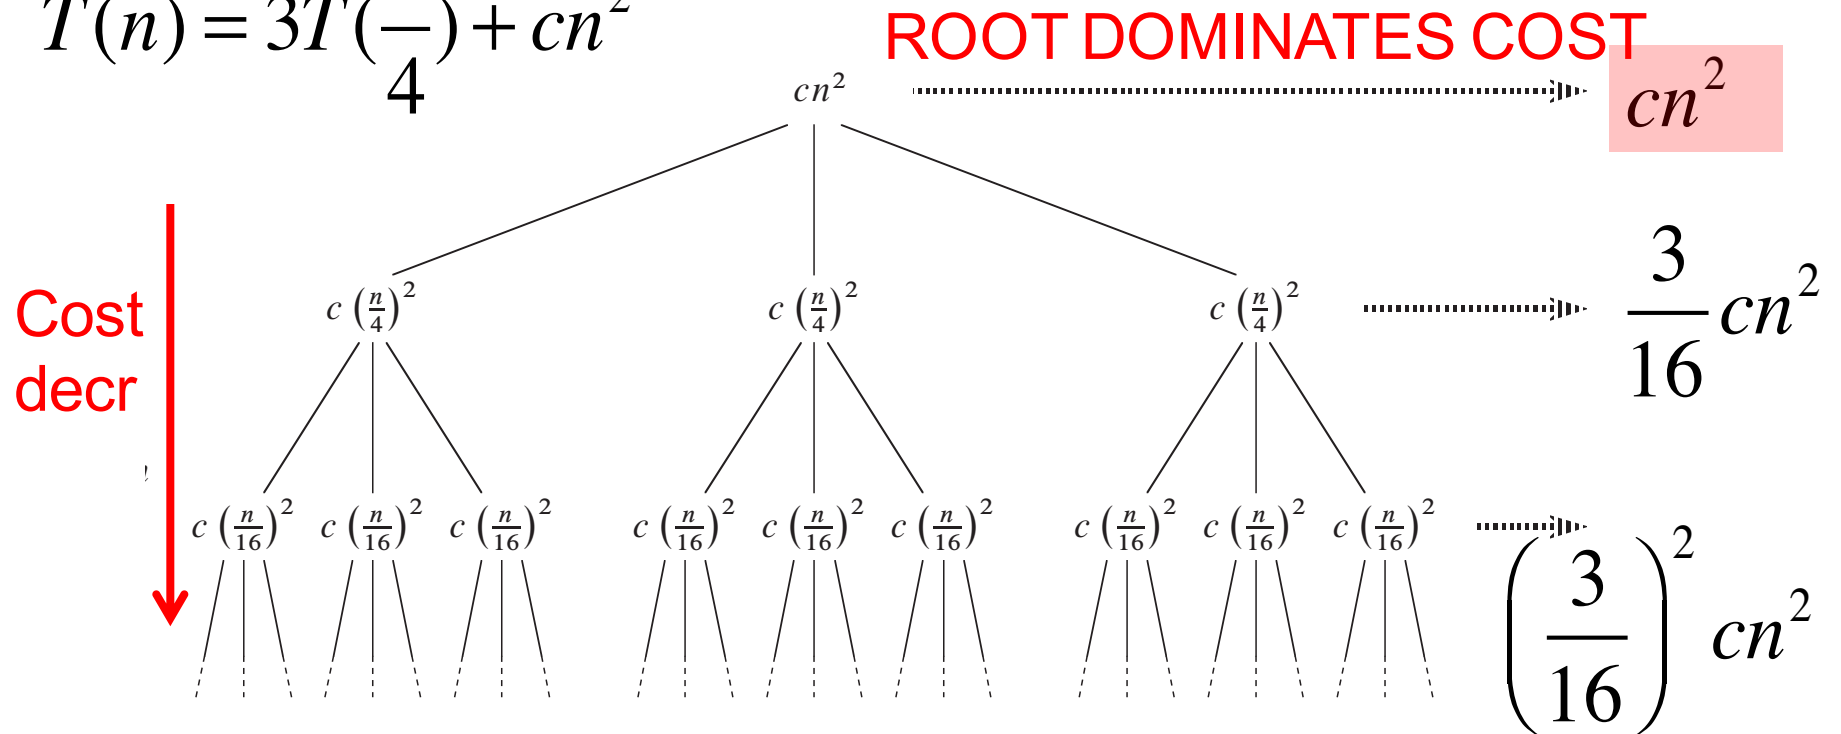 T(n) = 3T(—/4) + cn²
ROOT DOMINATES COST
cn²
cn²
Cost
decr
c (n/4)² c (n/4)² c (n/4)²
3/16 cn²
c (n/16)² c (n/16)² c (n/16)² c (n/16)² c (n/16)² c (n/16)² c (n/16)² c (n/16)² c (n/16)²
(3/16)² cn²